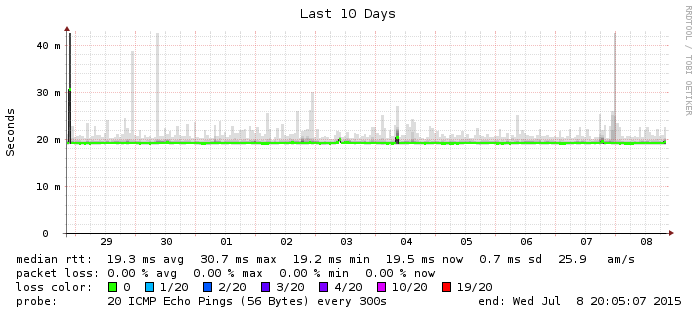 Last 10 Days
RRDTOOL / TOBI OETIKER
Seconds
40 m
30 m
20 m
10 m
0
29 30 01 02 03 04 05 06 07 08
median rtt: 19.3 ms avg 30.7 ms max 19.2 ms min 19.5 ms now 0.7 ms sd 25.9 am/s
packet loss: 0.00 % avg 0.00 % max 0.00 % min 0.00 % now
loss color: 0 1/20 2/20 3/20 4/20 10/20 19/20
probe: 20 ICMP Echo Pings (56 Bytes) every 300s end: Wed Jul 8 20:05:07 2015